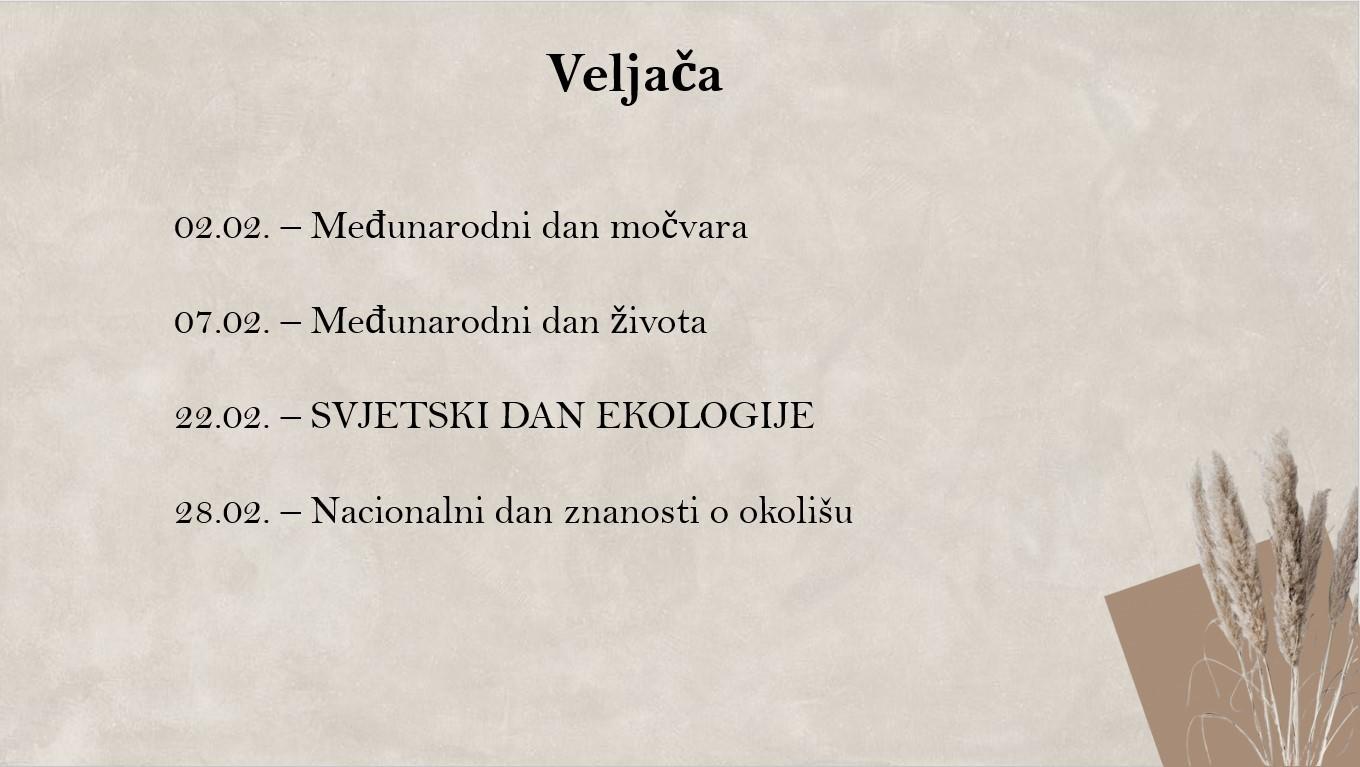 Veljača
02.02. – Međunarodni dan močvara
07.02. – Međunarodni dan života
22.02. – SVJETSKI DAN EKOLOGIJE
28.02. – Nacionalni dan znanosti o okolišu